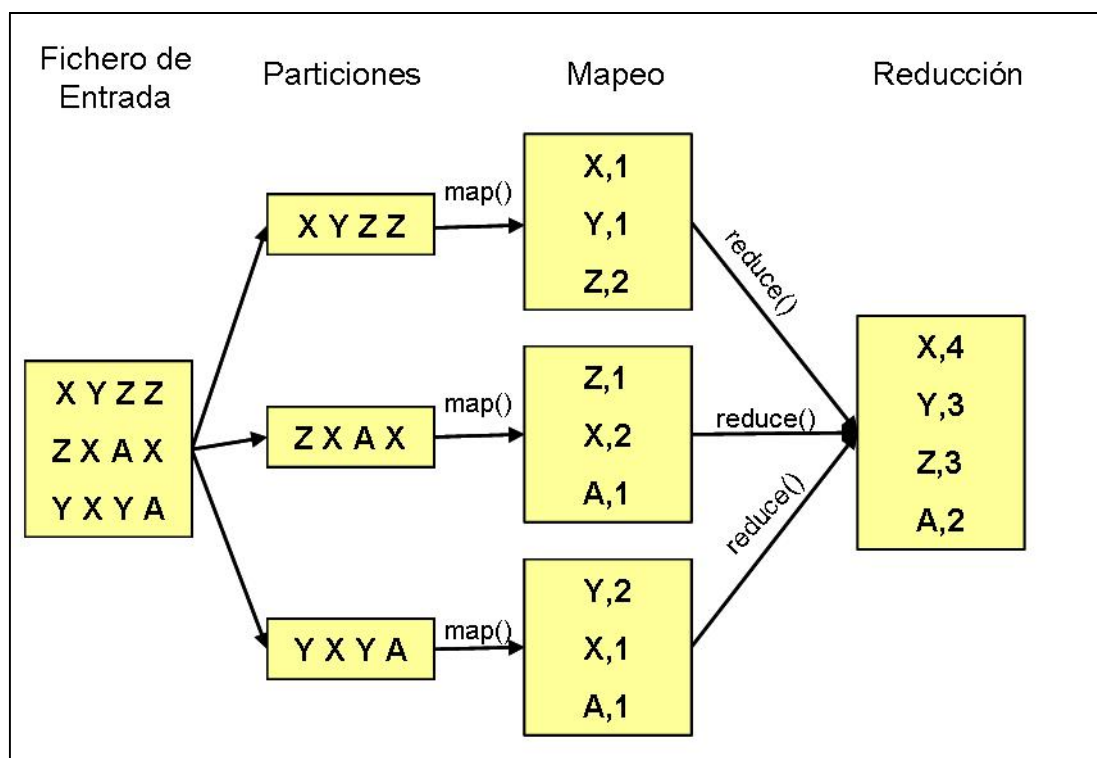 Fichero de
Entrada
Particiones
Mapeo
Reducción
X Y Z Z
Z X A X
Y X Y A
X Y Z Z
Z X A X
Y X Y A
map()
map()
map()
X,1
Y,1
Z,2
Z,1
X,2
A,1
Y,2
X,1
A,1
reduce()
reduce()
reduce()
X,4
Y,3
Z,3
A,2